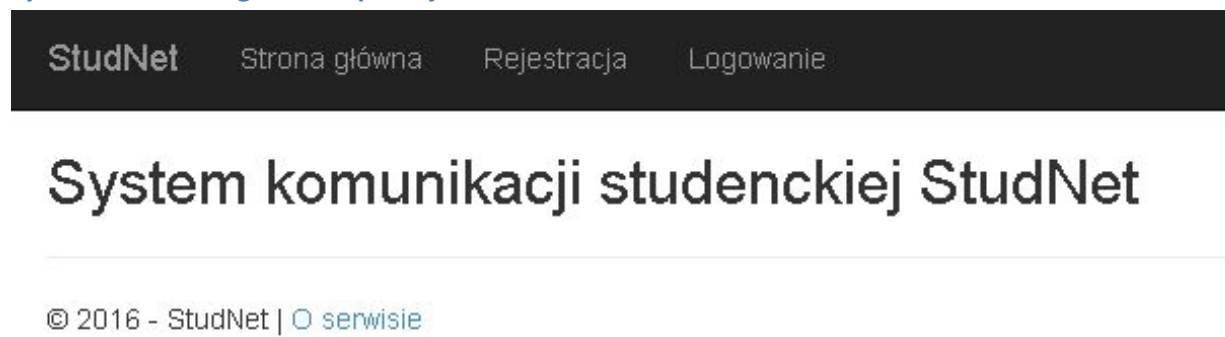 StudNet Strona główna Rejestracja Logowanie
System komunikacji studenckiej StudNet
© 2016 - StudNet | O serwisie